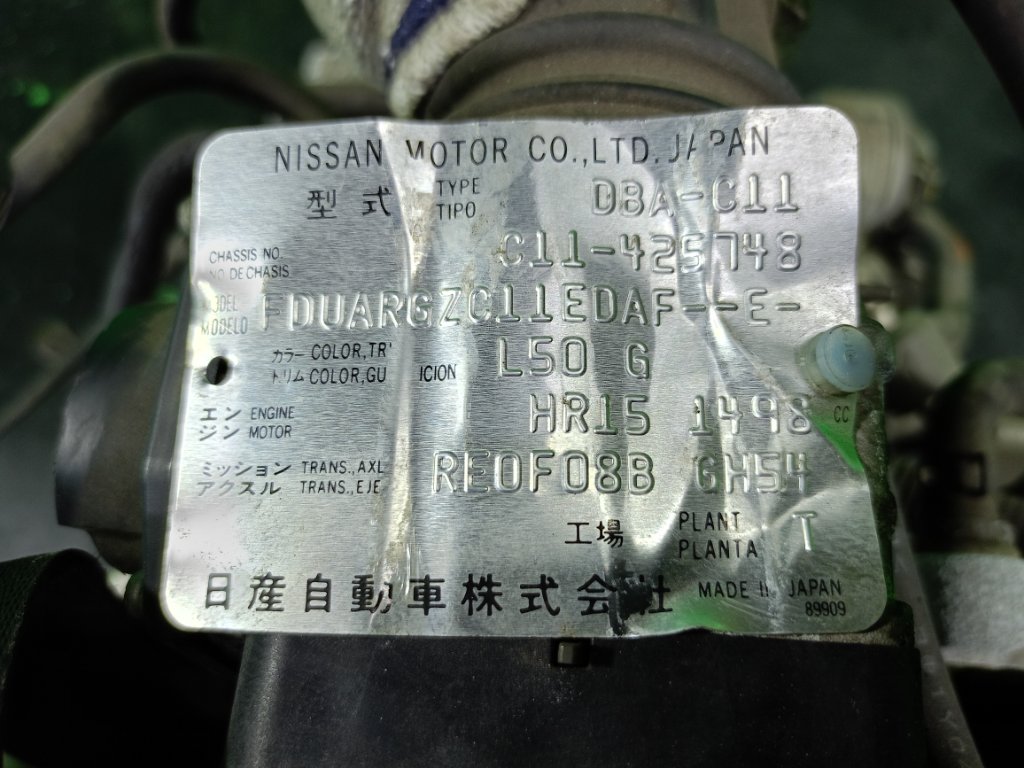 NISSAN MOTOR CO.,LTD. JAPAN
型式 TYPE TIPO DBA-C11
CHASSIS NO. NO. DE CHASIS C11-425748
MODEL MODELO FDUARGZC11EDAF--E-
カラー COLOR,TR
トリム COLOR,GU ICION L50 G
エンジン ENGINE MOTOR HR15 1498 CC
ミッション TRANS.,AXL
アクスル TRANS.,EJE RE0F08B GH54
工場 PLANT PLANTA T
日産自動車株式会社 MADE IN JAPAN
89909